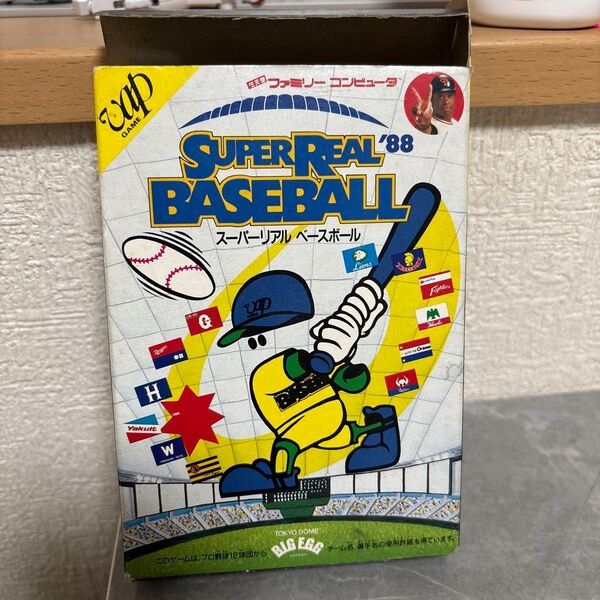 vap
GAME
ファミリー コンピュータ
SUPER REAL '88
BASEBALL
スーパーリアル ベースボール
vap
BASE
Lions
Fighters
Hawks
G
H
Yakult
W
TOKYO DOME
BIG EGG
このゲームは、プロ野球12球団から
チーム名、選手名の使用許諾を得ています。